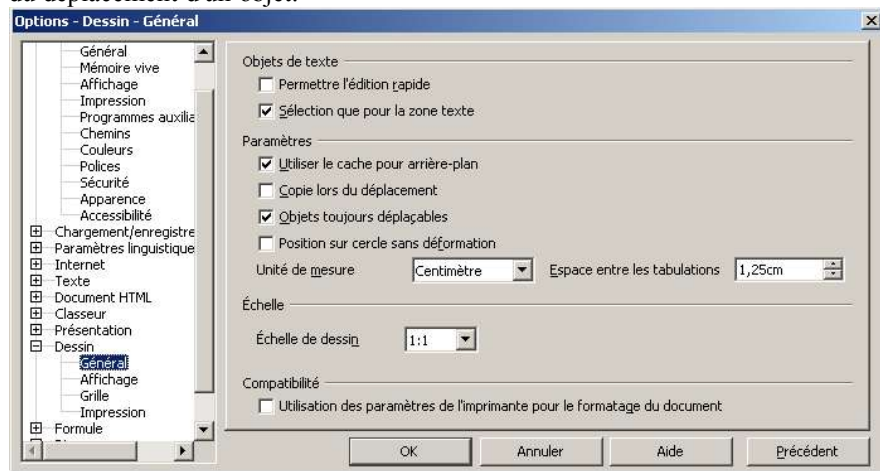 du déplacement d'un objet.
Options - Dessin - Général
Général
Mémoire vive
Affichage
Impression
Programmes auxilia
Chemins
Couleurs
Polices
Sécurité
Apparence
Accessibilité
Chargement/enregistre
Paramètres linguistique
Internet
Texte
Document HTML
Classeur
Présentation
Dessin
Général
Affichage
Grille
Impression
Formule
Objets de texte
Permettre l'édition rapide
Sélection que pour la zone texte
Paramètres
Utiliser le cache pour arrière-plan
Copie lors du déplacement
Objets toujours déplaçables
Position sur cercle sans déformation
Unité de mesure Centimètre Espace entre les tabulations 1,25cm
Échelle
Échelle de dessin 1:1
Compatibilité
Utilisation des paramètres de l'imprimante pour le formatage du document
OK Annuler Aide Précédent